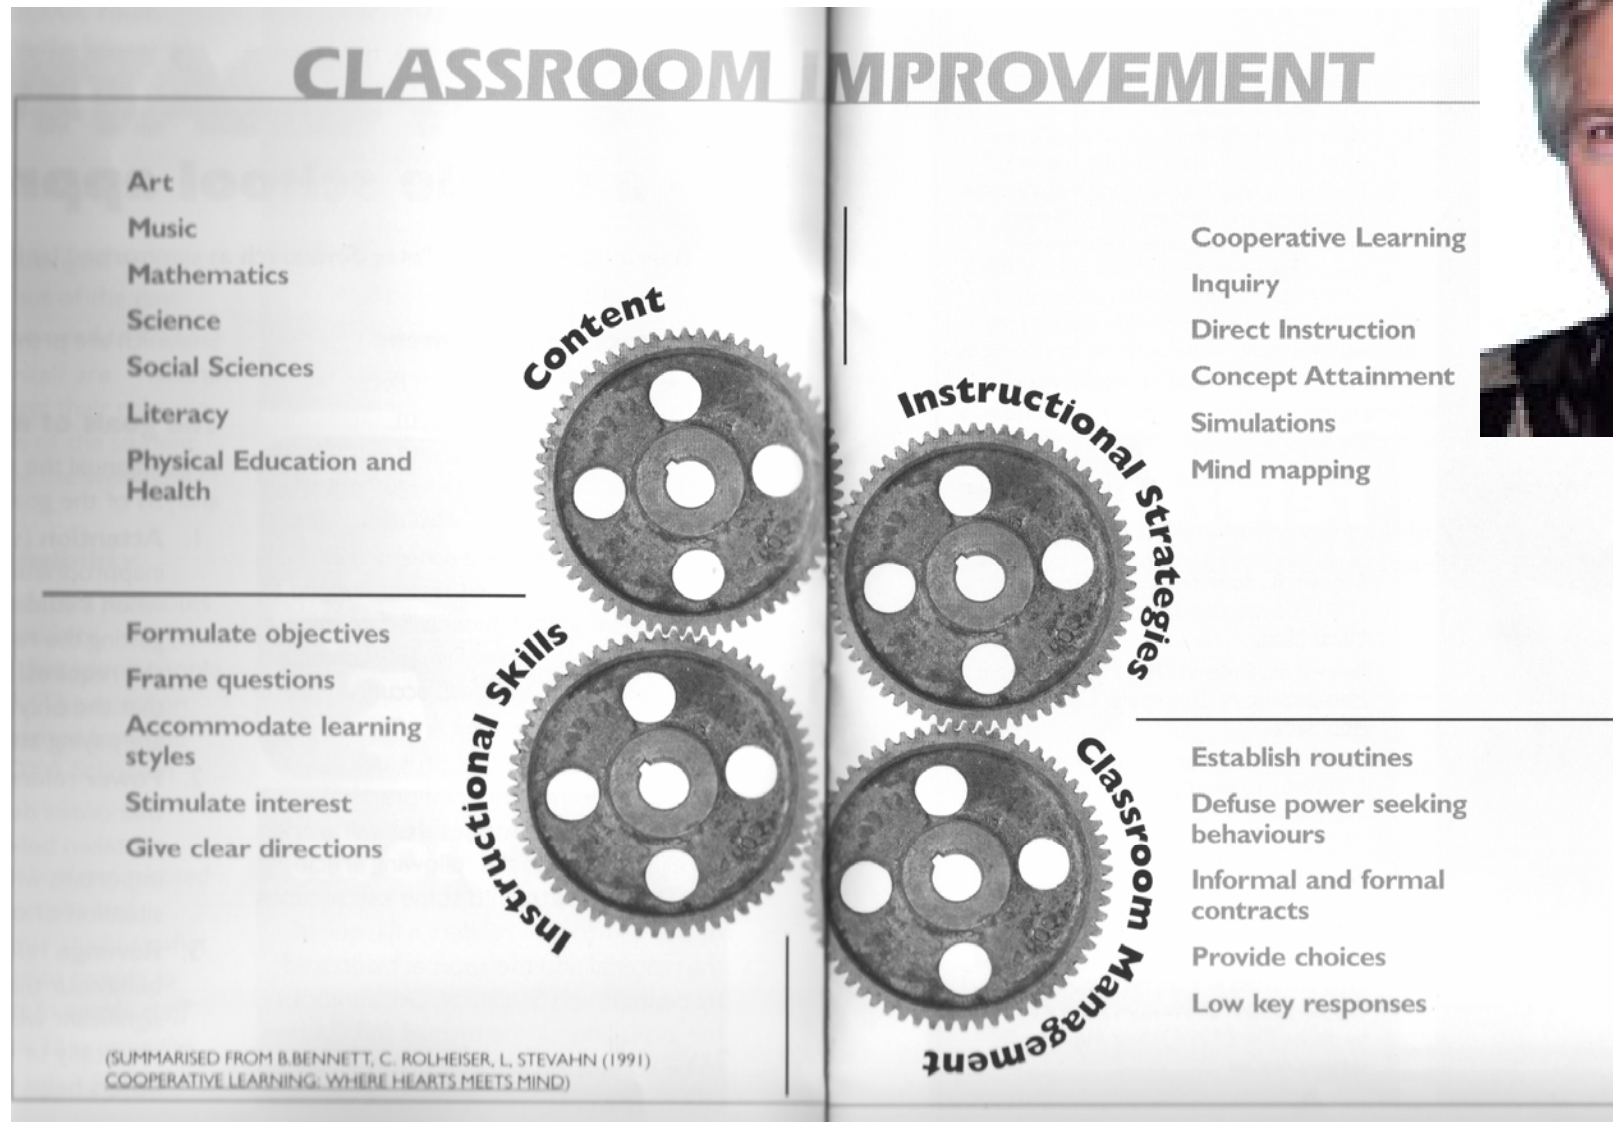 CLASSROOM IMPROVEMENT
Art
Music
Mathematics
Science
Social Sciences
Literacy
Physical Education and
Health
Content
Formulate objectives
Frame questions
Accommodate learning
styles
Stimulate interest
Give clear directions
Instructional Skills
(SUMMARISED FROM B.BENNETT, C. ROLHEISER, L, STEVAHN (1991)
COOPERATIVE LEARNING: WHERE HEARTS MEETS MIND)
Cooperative Learning
Inquiry
Direct Instruction
Concept Attainment
Simulations
Mind mapping
Instructional Strategies
Establish routines
Defuse power seeking
behaviours
Informal and formal
contracts
Provide choices
Low key responses
Classroom Management